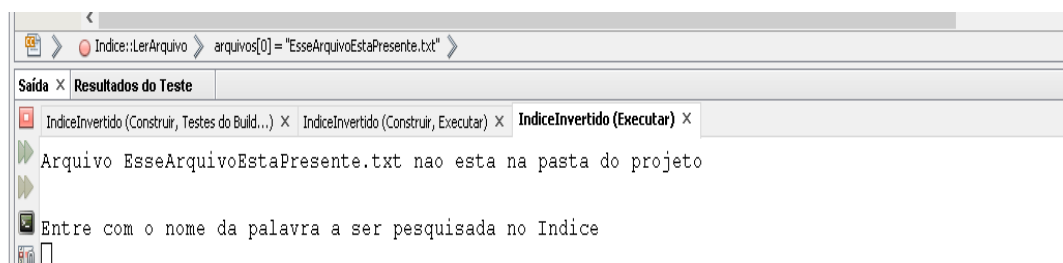 Indice::LerArquivo arquivos[0] = "EsseArquivoEstaPresente.txt"
Saída X Resultados do Teste
IndiceInvertido (Construir, Testes do Build...) X IndiceInvertido (Construir, Executar) X IndiceInvertido (Executar) X
Arquivo EsseArquivoEstaPresente.txt nao esta na pasta do projeto
Entre com o nome da palavra a ser pesquisada no Indice